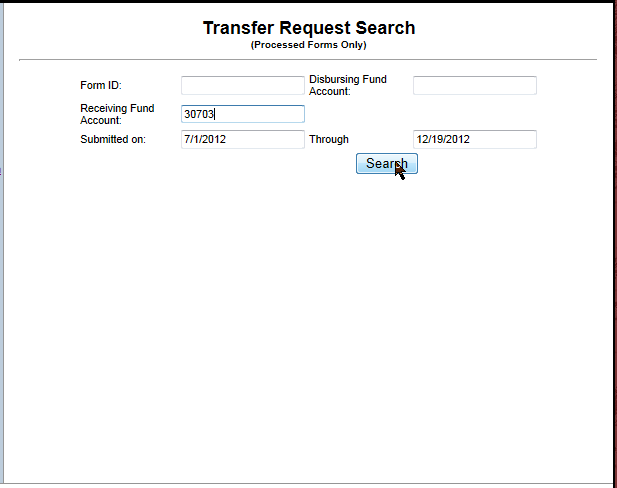 Transfer Request Search
(Processed Forms Only)
Form ID:
Disbursing Fund
Account:
Receiving Fund
Account:
30703
Submitted on:
7/1/2012
Through
12/19/2012
Search